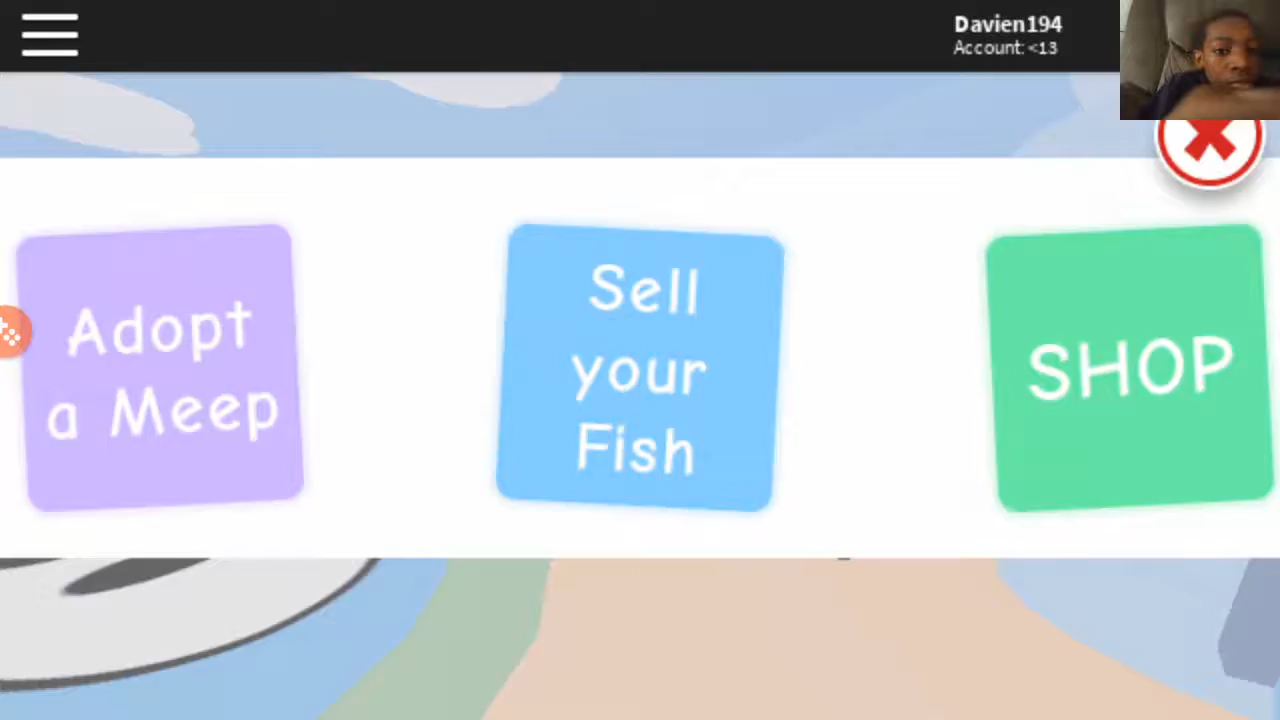 Davien194
Account: <13
Adopt
a Meep
Sell
your
Fish
SHOP